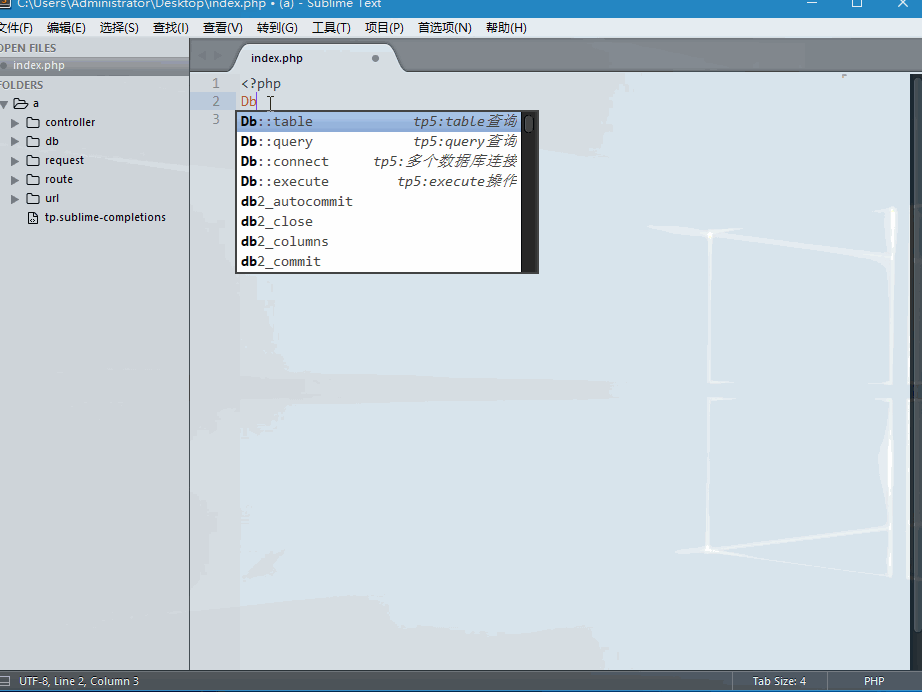 C:\Users\Administrator\Desktop\index.php • (a) - Sublime Text
文件(F) 编辑(E) 选择(S) 查找(I) 查看(V) 转到(G) 工具(T) 项目(P) 首选项(N) 帮助(H)
OPEN FILES
index.php
FOLDERS
a
controller
db
request
route
url
tp.sublime-completions
index.php
1 <?php
2 Db
3
Db::table tp5:table查询
Db::query tp5:query查询
Db::connect tp5:多个数据库连接
Db::execute tp5:execute操作
db2_autocommit
db2_close
db2_columns
db2_commit
UTF-8, Line 2, Column 3 Tab Size: 4 PHP